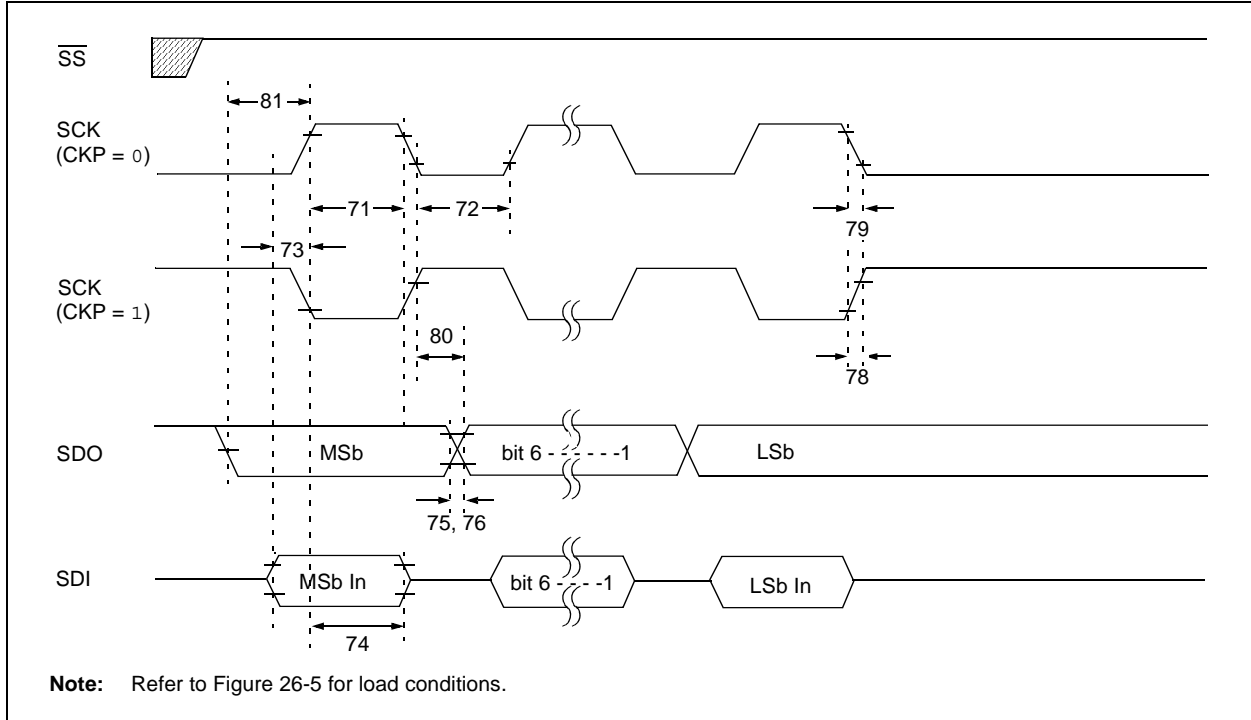 SS
81
SCK
(CKP = 0)
71
72
79
73
SCK
(CKP = 1)
80
78
SDO
MSb
bit 6 - - - - - -1
LSb
75, 76
SDI
MSb In
bit 6 - - - - -1
LSb In
74
Note: Refer to Figure 26-5 for load conditions.